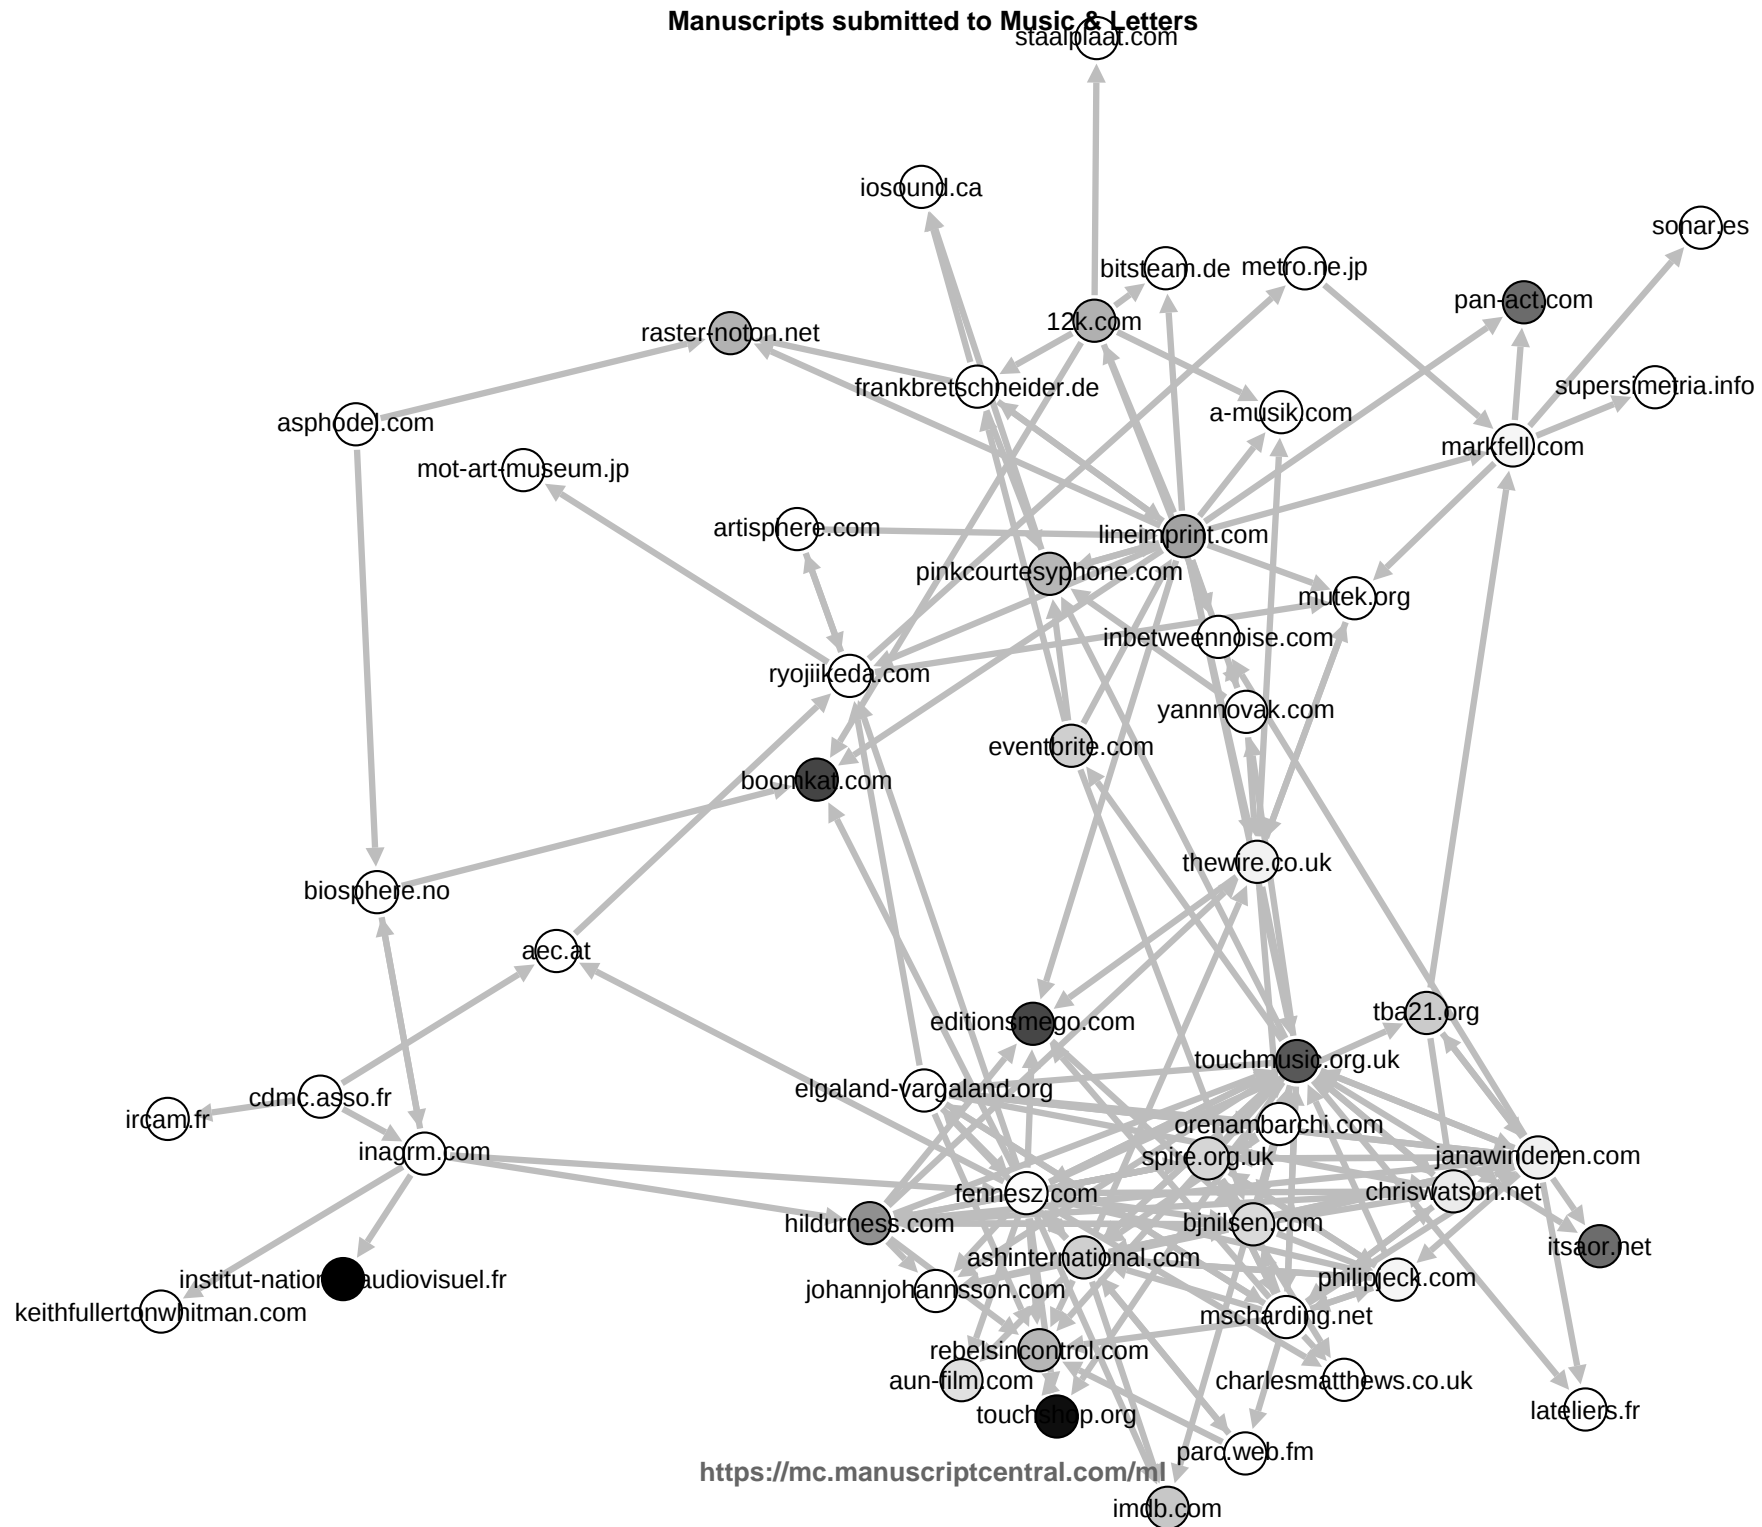 Manuscripts submitted to Music & Letters
staalplaat.com
iosound.ca
sonar.es
bitsteam.de
metro.ne.jp
pan-act.com
12k.com
raster-noton.net
frankbretschneider.de
supersimetria.info
a-musik.com
asphodel.com
markfell.com
mot-art-museum.jp
artisphere.com
lineimprint.com
pinkcourtesyphone.com
mutek.org
inbetweennoise.com
ryojiikeda.com
yannnovak.com
eventbrite.com
boomkat.com
thewire.co.uk
biosphere.no
aec.at
editionsmego.com
tba21.org
touchmusic.org.uk
elgaland-vargaland.org
cdmc.asso.fr
ircam.fr
orenambarchi.com
inagrm.com
spire.org.uk
janawinderen.com
fennesz.com
chriswatson.net
hildurness.com
bjnilsen.com
itsaor.net
ashinternational.com
institut-national-audiovisuel.fr
philipjeck.com
johannjohannsson.com
keithfullertonwhitman.com
mscharding.net
rebelsincontrol.com
aun-film.com
charlesmatthews.co.uk
touchshop.org
lateliers.fr
parc.web.fm
https://mc.manuscriptcentral.com/ml
imdb.com